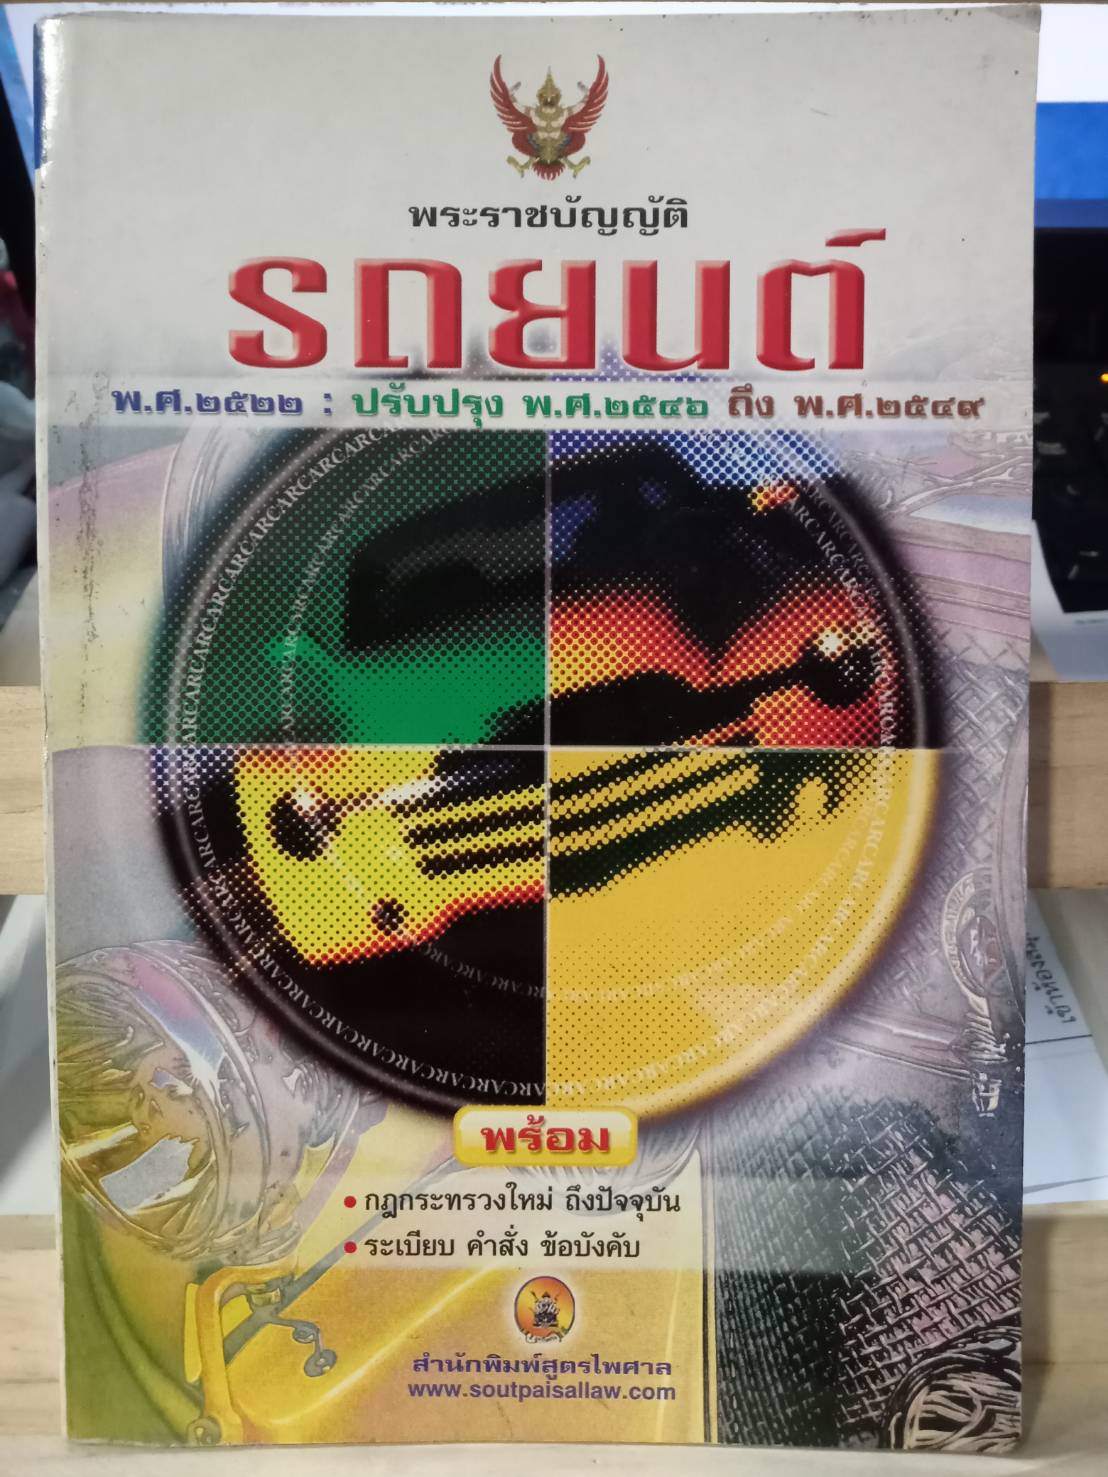 พระราชบัญญัติ
รถยนต์
พ.ศ.๒๕๒๒ : ปรับปรุง พ.ศ.๒๕๔๖ ถึง พ.ศ.๒๕๔๙
พร้อม
• กฎกระทรวงใหม่ ถึงปัจจุบัน
• ระเบียบ คำสั่ง ข้อบังคับ
สำนักพิมพ์สูตรไพศาล
www.soutpaisallaw.com